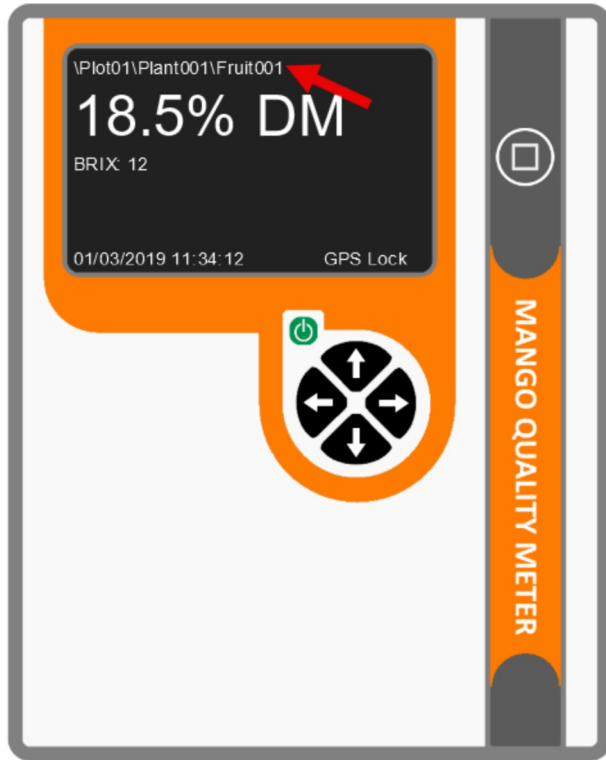 \Plot01\Plant001\Fruit001
18.5% DM
BRIX: 12
01/03/2019 11:34:12 GPS Lock
MANGO QUALITY METER